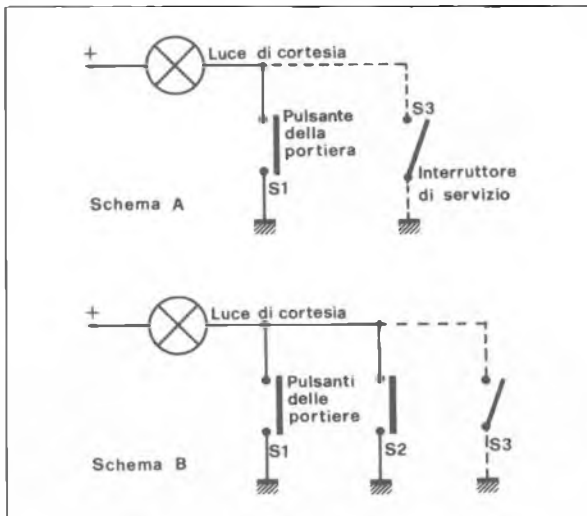 +
Luce di cortesia
S3
Pulsante
della
portiera
S1
Interruttore
di servizio
Schema A
+
Luce di cortesia
Pulsanti
delle
portiere
S1
S2
S3
Schema B